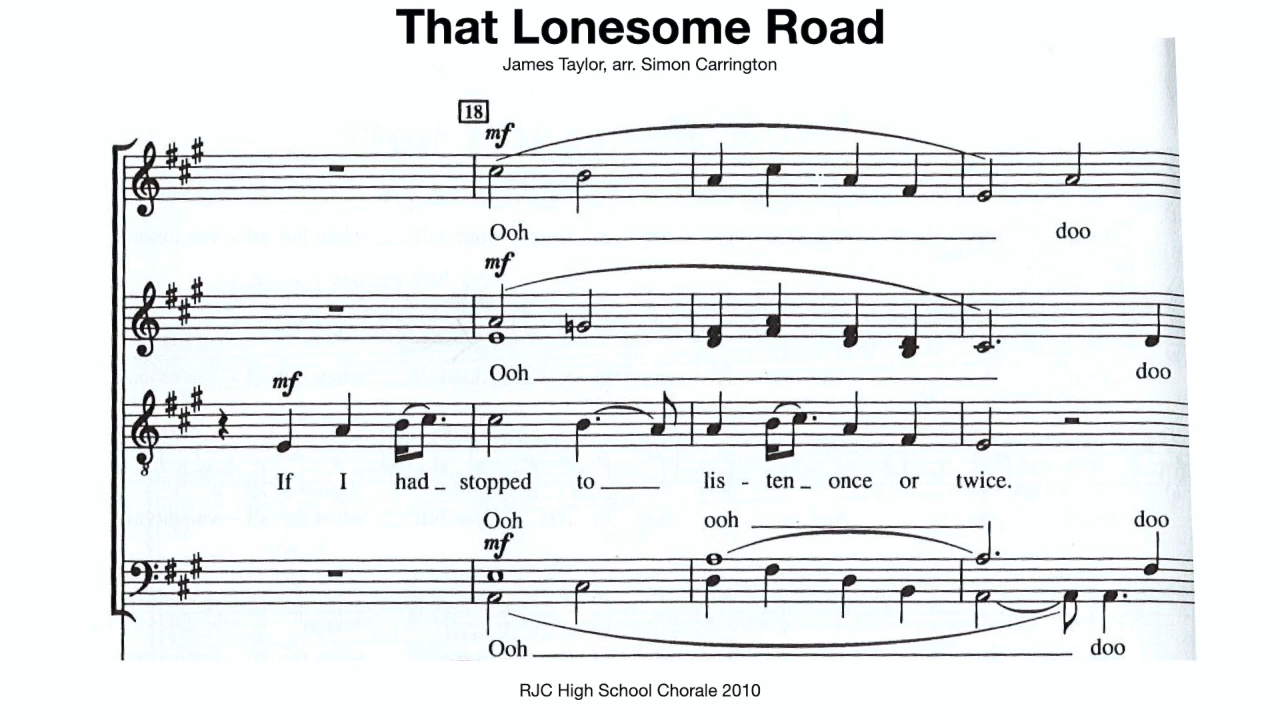 That Lonesome Road
James Taylor, arr. Simon Carrington
18
mf
Ooh doo
mf
Ooh doo
mf
If I had stopped to lis - ten once or twice.
Ooh ooh doo
mf
Ooh doo
RJC High School Chorale 2010